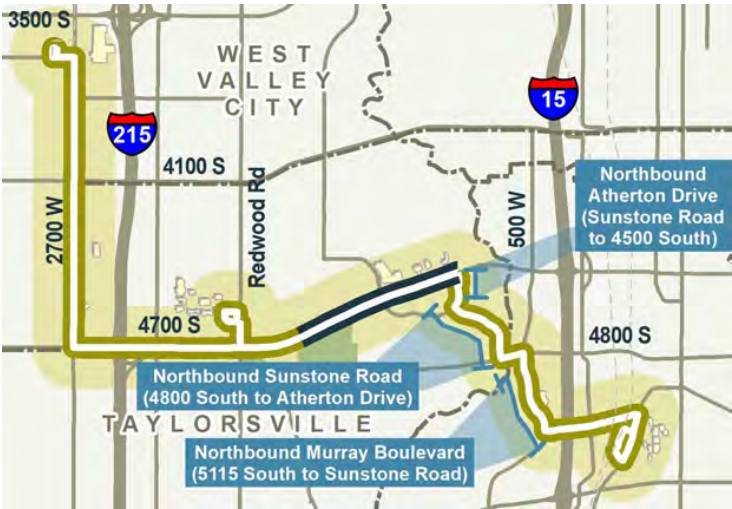 3500 S
WEST
VALLEY
CITY
15
215
4100 S
Redwood Rd
2700 W
500 W
Northbound
Atherton Drive
(Sunstone Road
to 4500 South)
4700 S
4800 S
Northbound Sunstone Road
(4800 South to Atherton Drive)
TAYLORSVILLE
Northbound Murray Boulevard
(5115 South to Sunstone Road)